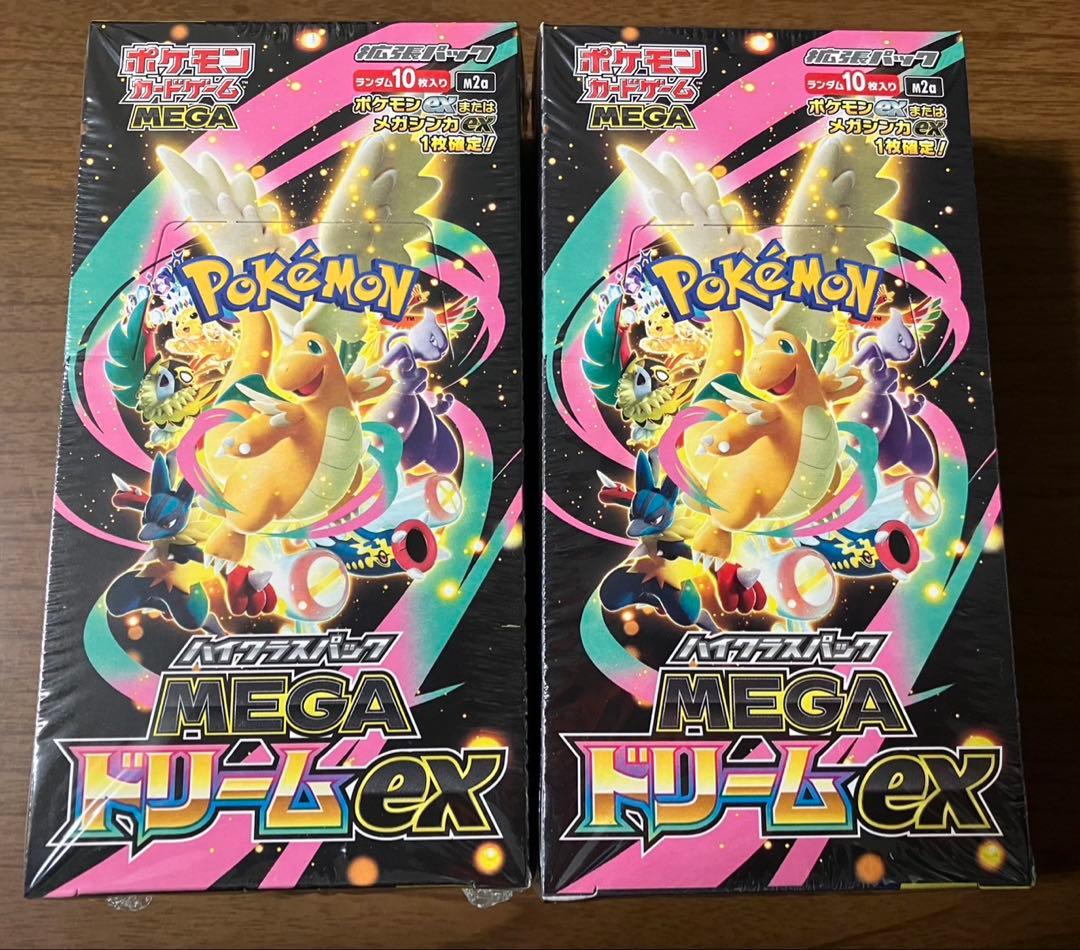 ポケモン
カードゲーム
MEGA
拡張パック
ランダム10枚入り
M2a
ポケモンexまたは
メガシンカex
1枚確定!
POKéMON
TM
ハイクラスパック
MEGA
ドリームex
ポケモン
カードゲーム
MEGA
拡張パック
ランダム10枚入り
M2a
ポケモンexまたは
メガシンカex
1枚確定!
POKéMON
TM
ハイクラスパック
MEGA
ドリームex